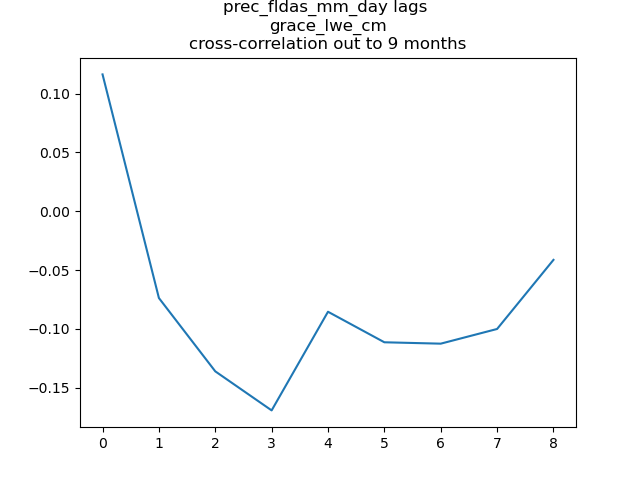 prec_fldas_mm_day lags
grace_lwe_cm
cross-correlation out to 9 months
0.10
0.05
0.00
−0.05
−0.10
−0.15
0 1 2 3 4 5 6 7 8